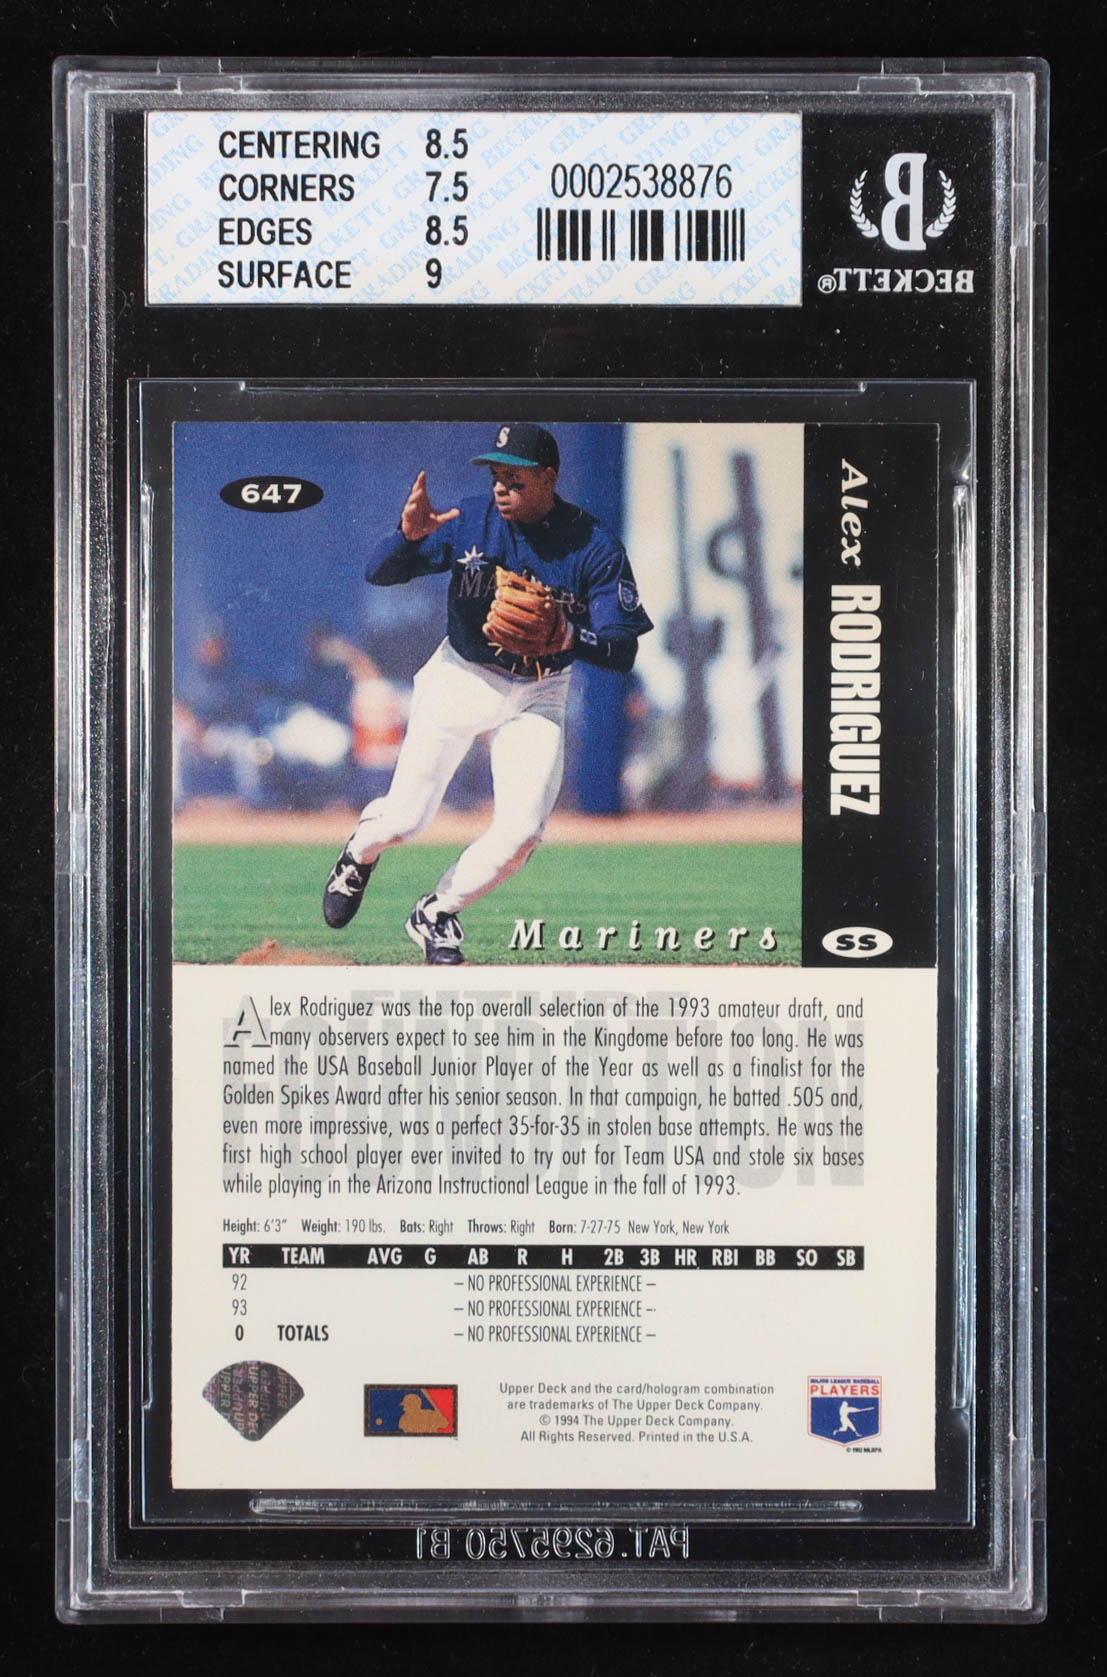 CENTERING 8.5
CORNERS 7.5
EDGES 8.5
SURFACE 9
0002538876
B
BECKETT®
647
S
MARINERS
Alex RODRIGUEZ SS
Mariners
FUTURE
FOUNDATION
Alex Rodriguez was the top overall selection of the 1993 amateur draft, and
many observers expect to see him in the Kingdome before too long. He was
named the USA Baseball Junior Player of the Year as well as a finalist for the
Golden Spikes Award after his senior season. In that campaign, he batted .505 and,
even more impressive, was a perfect 35-for-35 in stolen base attempts. He was the
first high school player ever invited to try out for Team USA and stole six bases
while playing in the Arizona Instructional League in the fall of 1993.
Height: 6'3" Weight: 190 lbs. Bats: Right Throws: Right Born: 7-27-75 New York, New York
YR TEAM AVG G AB R H 2B 3B HR RBI BB SO SB
92 – NO PROFESSIONAL EXPERIENCE –
93 – NO PROFESSIONAL EXPERIENCE –
0 TOTALS – NO PROFESSIONAL EXPERIENCE –
Upper Deck and the card/hologram combination
are trademarks of The Upper Deck Company.
© 1994 The Upper Deck Company.
All Rights Reserved. Printed in the U.S.A.
MAJOR LEAGUE BASEBALL
PLAYERS
© 1992 MLBPA
PAT. 6295750 B1